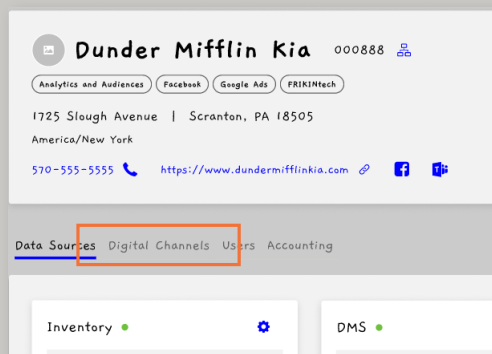 Dunder Mifflin Kia 000888
Analytics and Audiences Facebook Google Ads FRIKINtech
1725 Slough Avenue | Scranton, PA 18505
America/New York
570-555-5555 https://www.dundermifflinkia.com
Data Sources Digital Channels Users Accounting
Inventory DMS